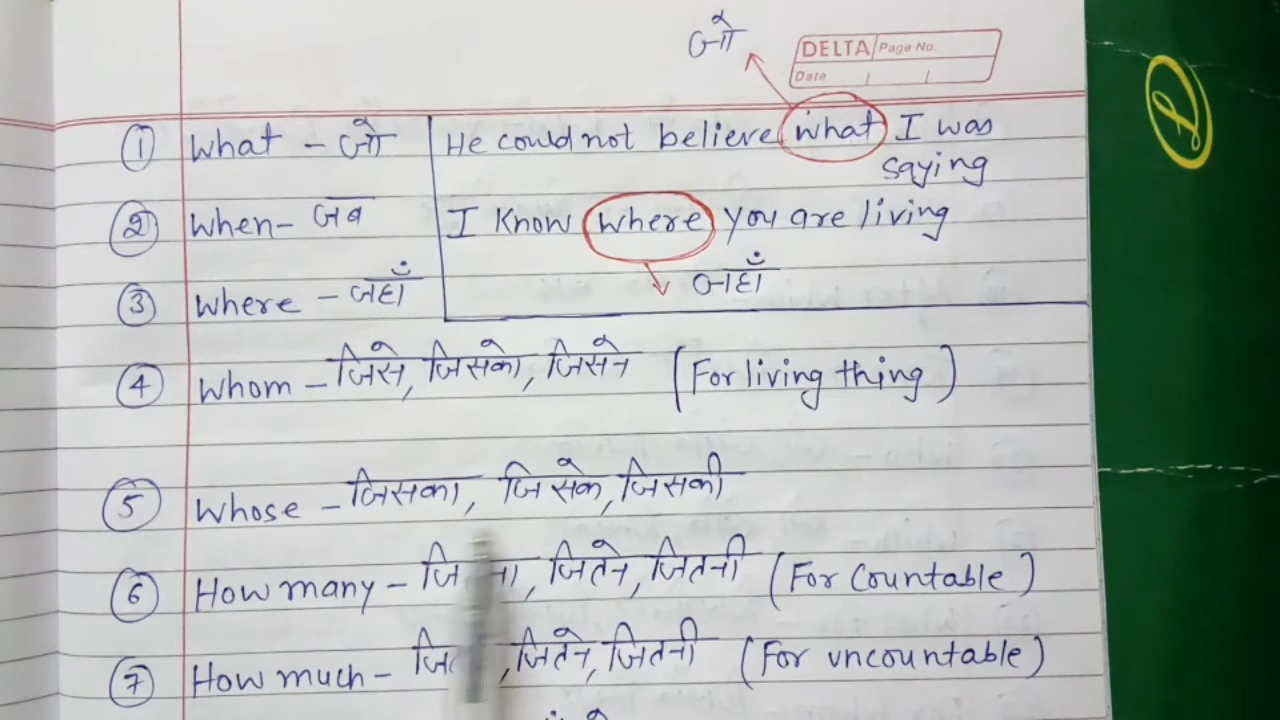 जो
DELTA Page No.
Date
① What - जो He could not believe what I was
saying
② When - जब I Know where you are living
③ Where - जहाँ जहाँ
④ Whom - जिसे, जिसको, जिसने (For living thing)
⑤ Whose - जिसका, जिसके, जिसकी
⑥ How many - जितने, जितनी (For Countable)
⑦ How much - जितने, जितनी (For uncountable)